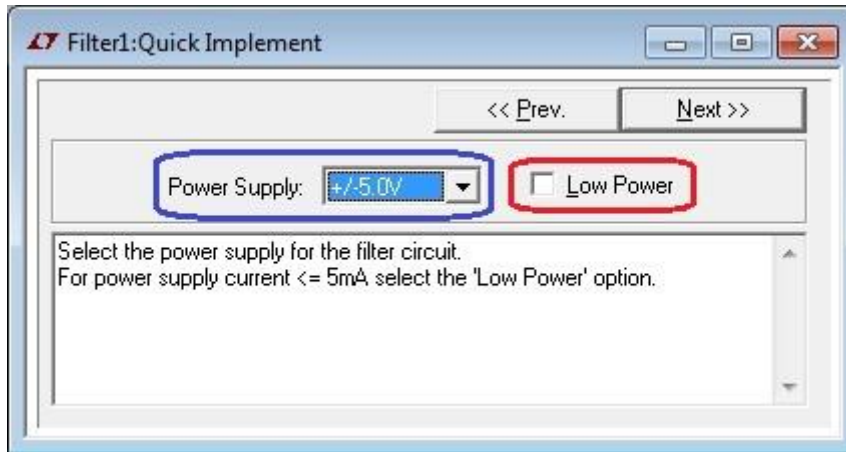 Filter1:Quick Implement
<< Prev. Next >>
Power Supply: +/-5.0V Low Power
Select the power supply for the filter circuit.
For power supply current <= 5mA select the 'Low Power' option.